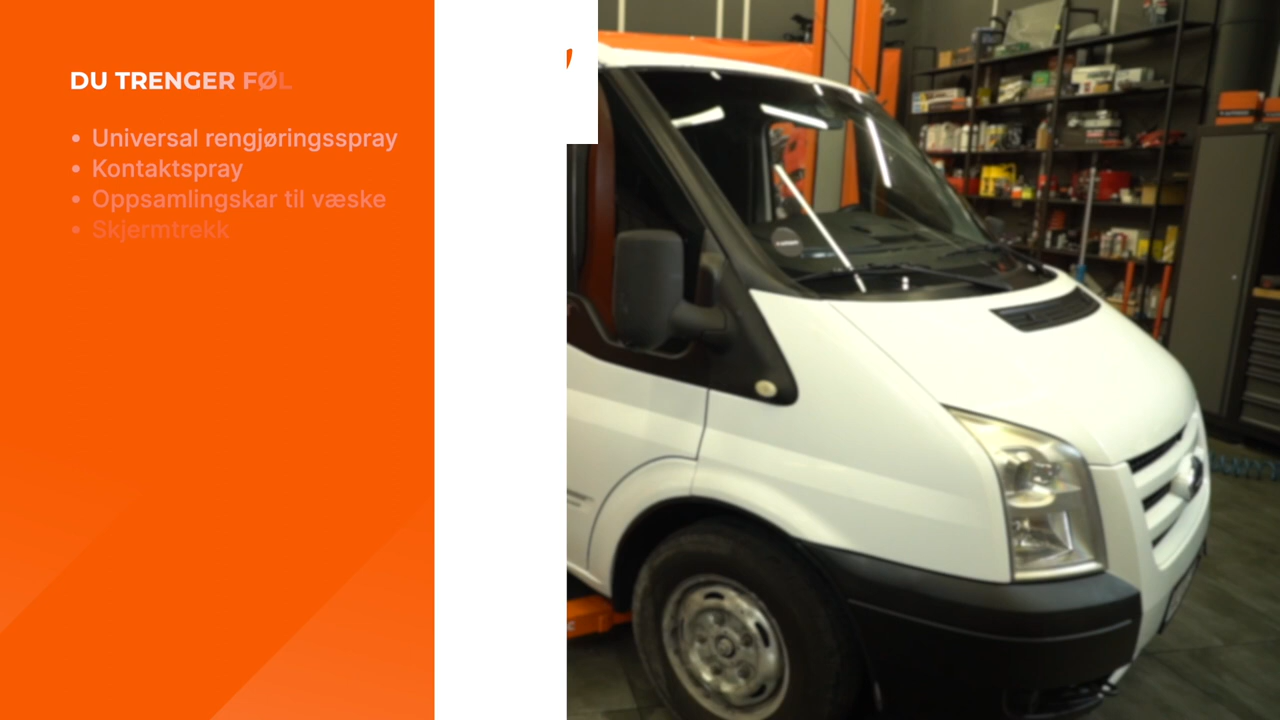 DU TRENGER FØL
Universal rengjøringsspray
Kontaktspray
Oppsamlingskar til væske
Skjermtrekk